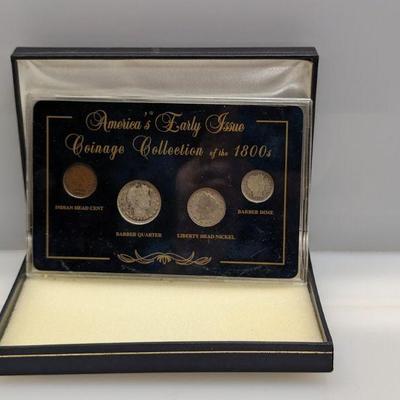 America's Early Issue
Coinage Collection of the 1800s
INDIAN HEAD CENT
BARBER QUARTER
LIBERTY HEAD NICKEL
BARBER DIME